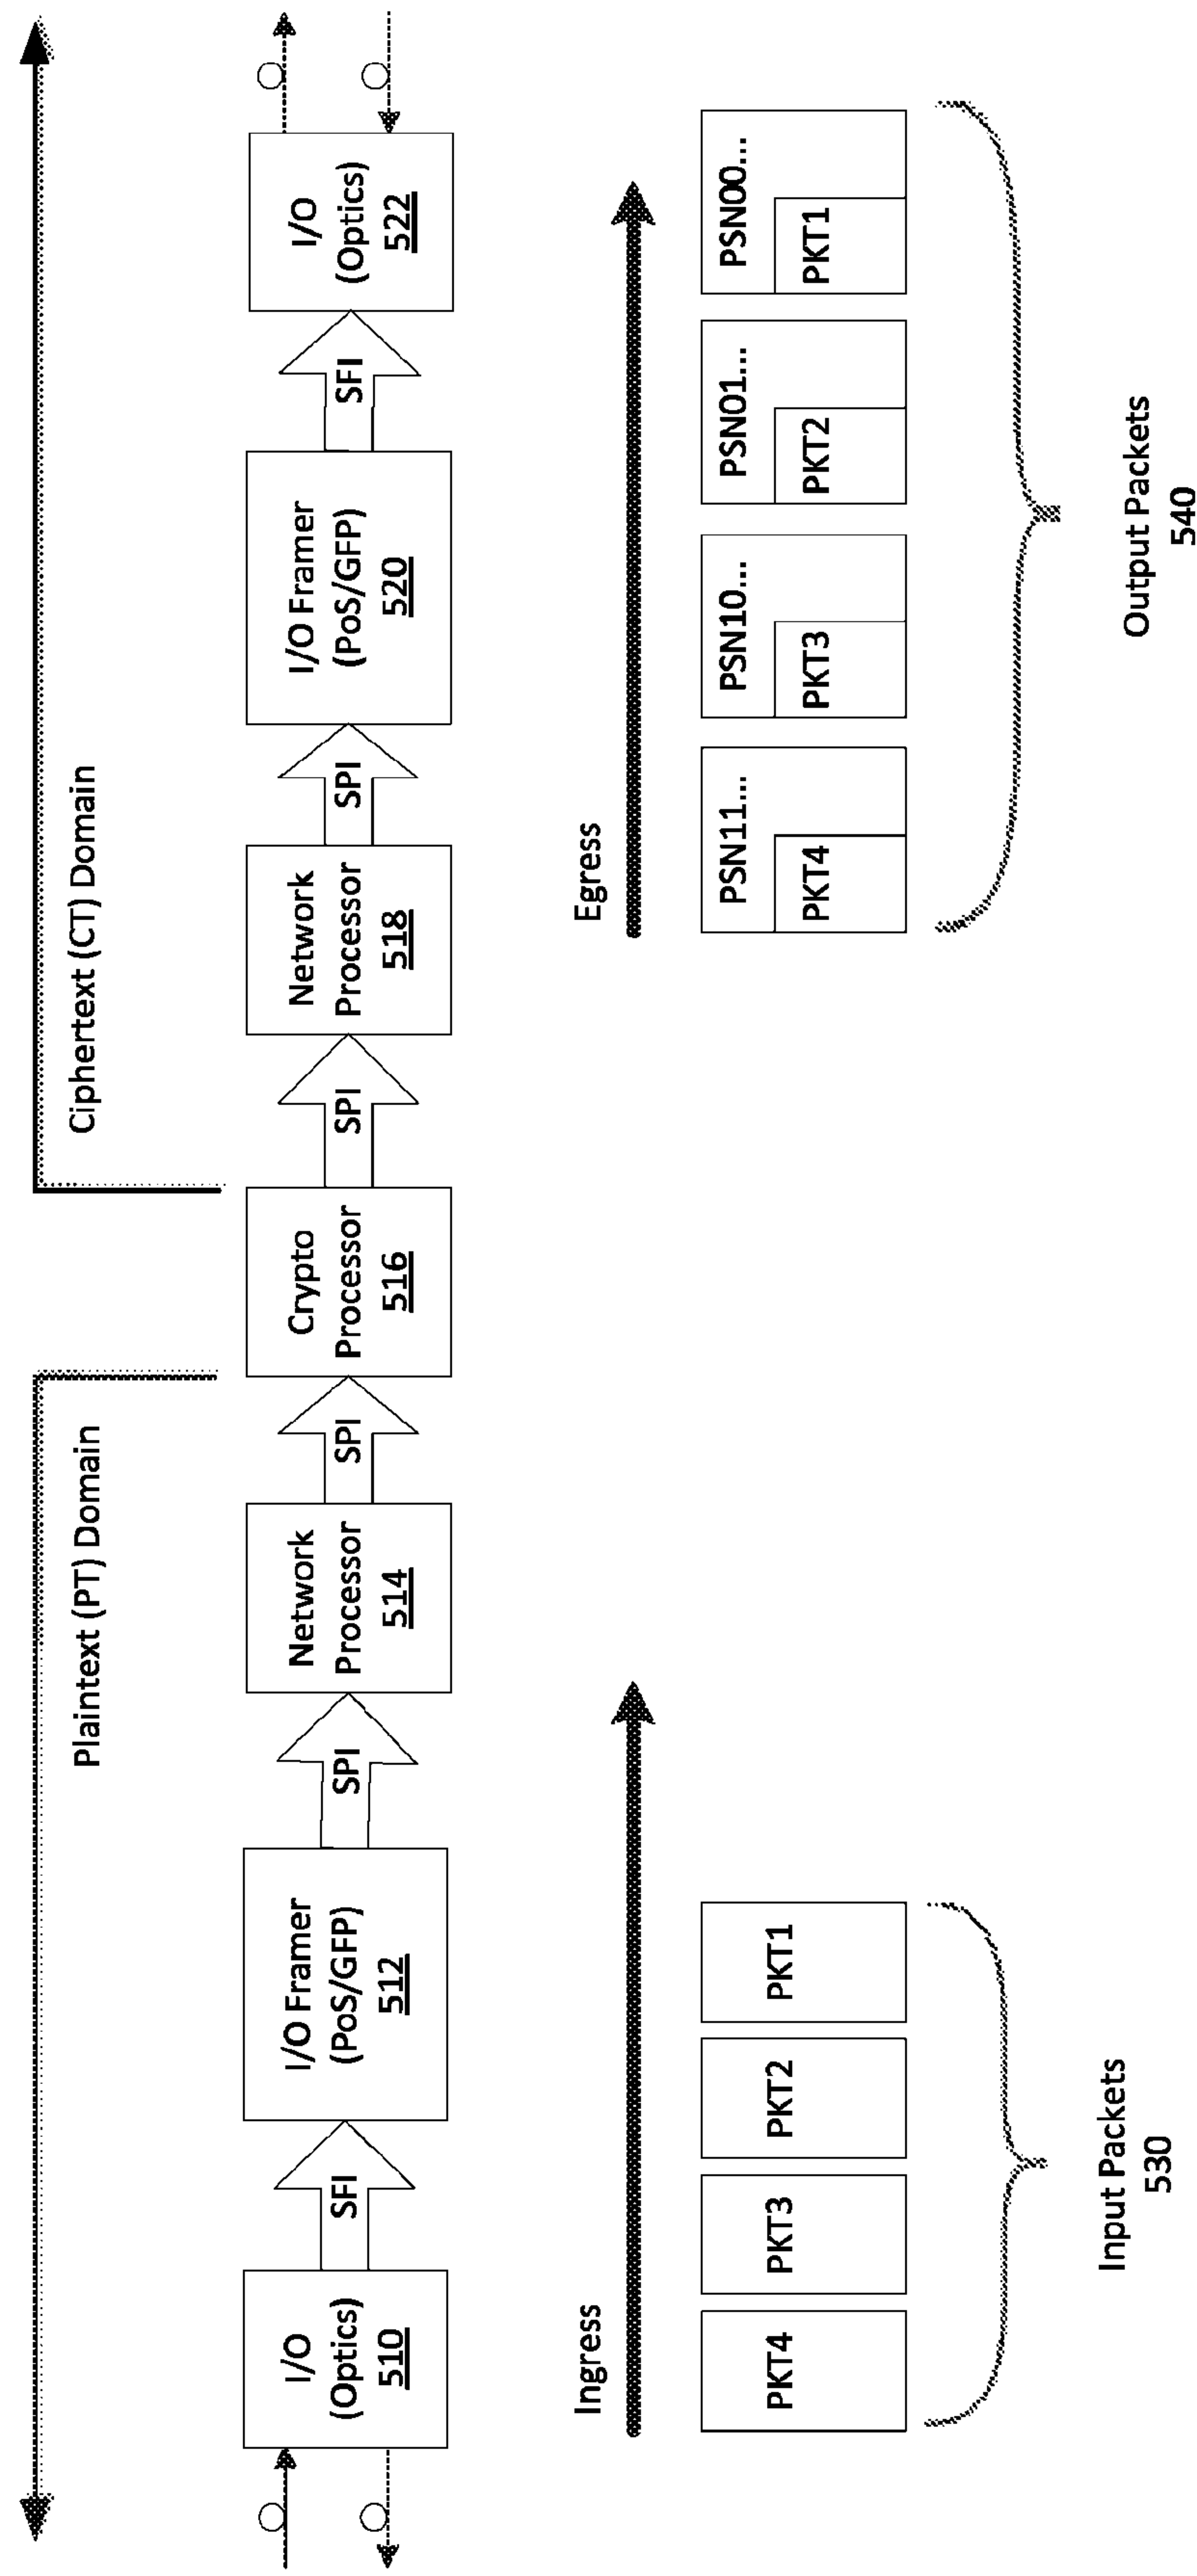 Plaintext (PT) Domain
Ciphertext (CT) Domain
I/O
(Optics)
510
SFI
I/O Framer
(PoS/GFP)
512
SPI
Network
Processor
514
SPI
Crypto
Processor
516
SPI
Network
Processor
518
SPI
I/O Framer
(PoS/GFP)
520
SFI
I/O
(Optics)
522
Ingress
PKT4
PKT3
PKT2
PKT1
Input Packets
530
Egress
PSN11...
PKT4
PSN10...
PKT3
PSN01...
PKT2
PSN00...
PKT1
Output Packets
540